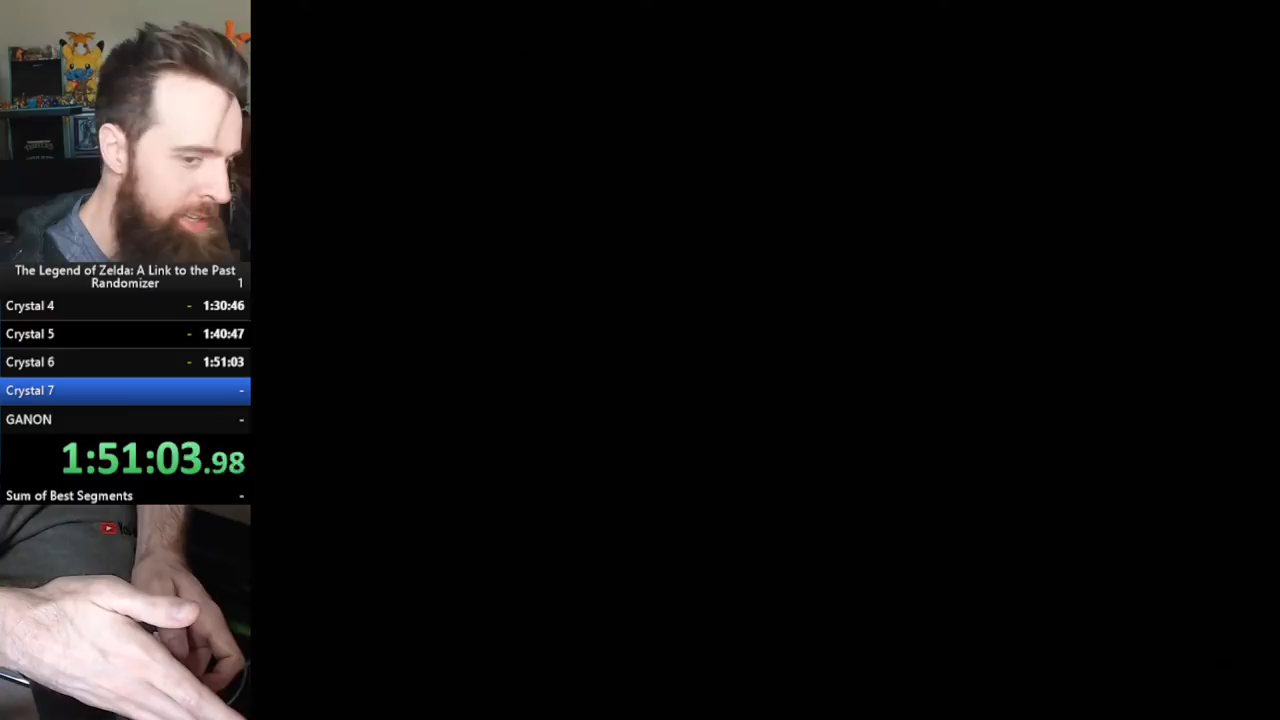 The Legend of Zelda: A Link to the Past
Randomizer 1
Crystal 4 - 1:30:46
Crystal 5 - 1:40:47
Crystal 6 - 1:51:03
Crystal 7 -
GANON -
1:51:03.98
Sum of Best Segments -